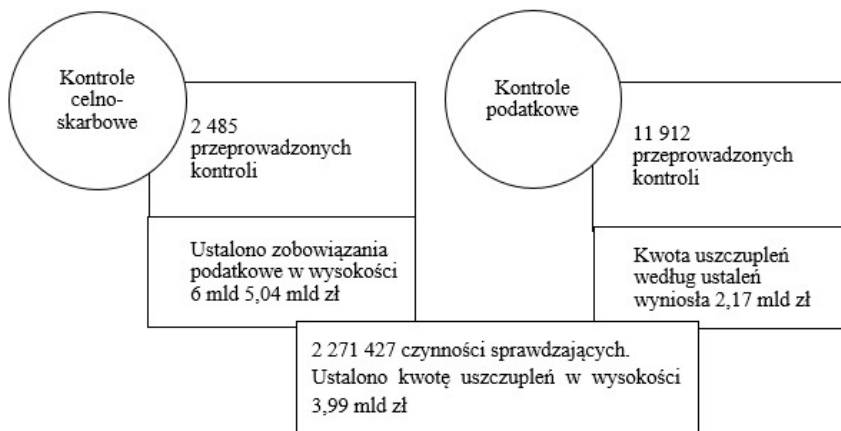 Kontrole
celno-
skarbowe
2 485
przeprowadzonych
kontroli
Ustalono zobowiązania
podatkowe w wysokości
6 mld 5,04 mld zł
Kontrole
podatkowe
11 912
przeprowadzonych
kontroli
Kwota uszczupleń
według ustaleń
wyniosła 2,17 mld zł
2 271 427 czynności sprawdzających.
Ustalono kwotę uszczupleń w wysokości
3,99 mld zł